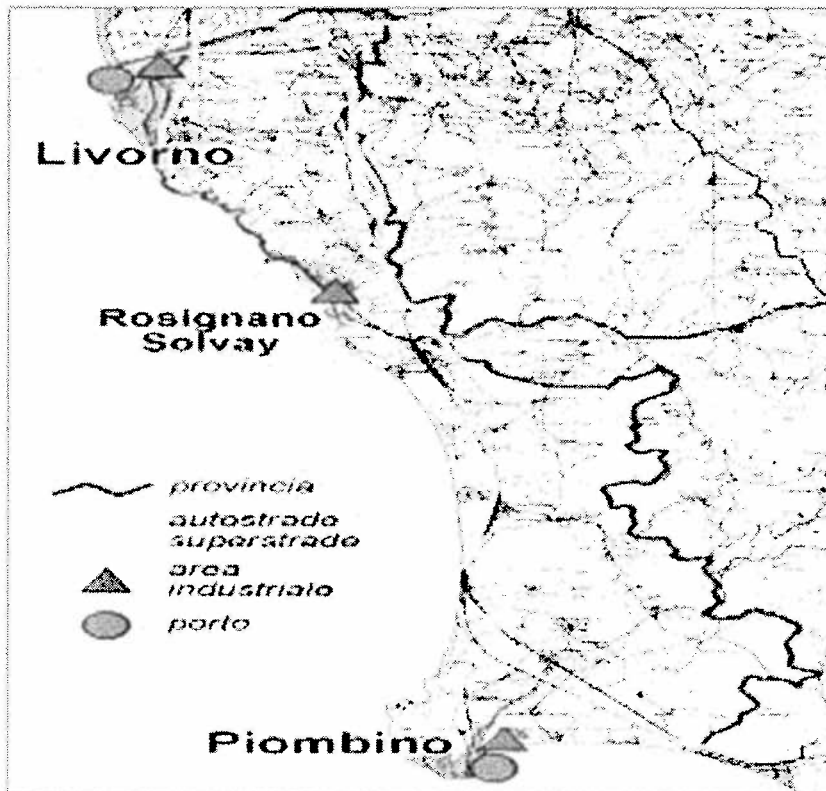 Livorno
Rosignano
Solvay
provincia
autostrade
superstrade
area
industriale
porto
Piombino